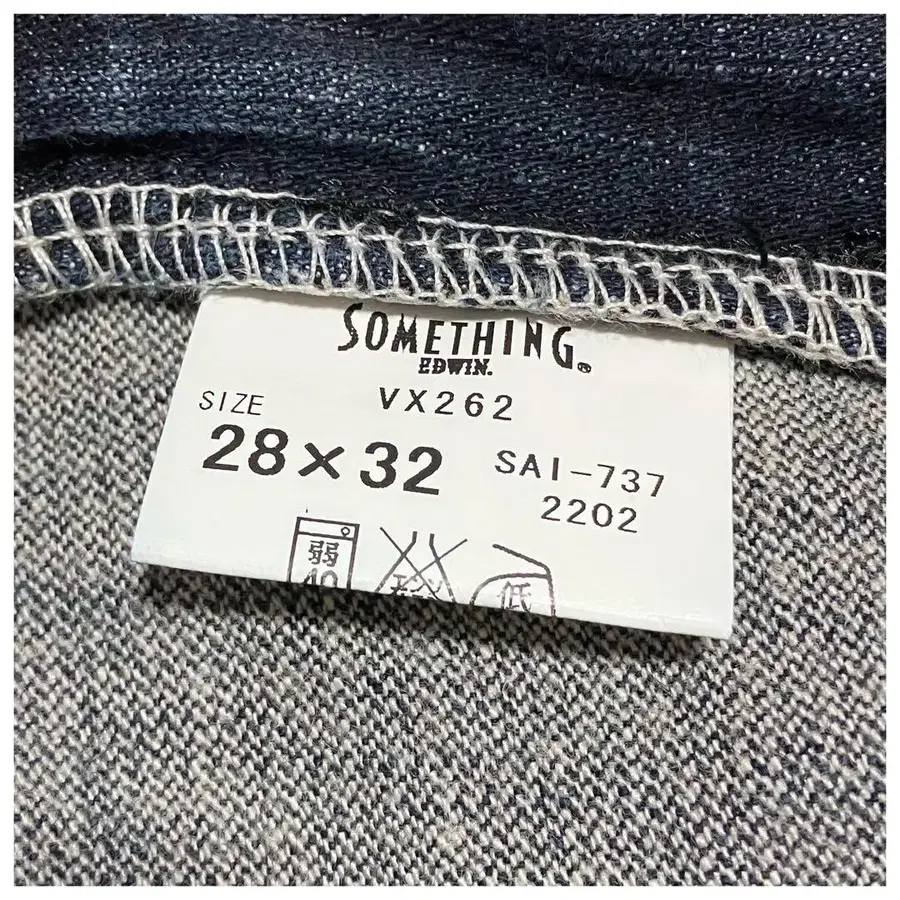 SOMETHING®
EDWIN.
VX262
SIZE
28×32
SAI-737
2202
弱
40
低